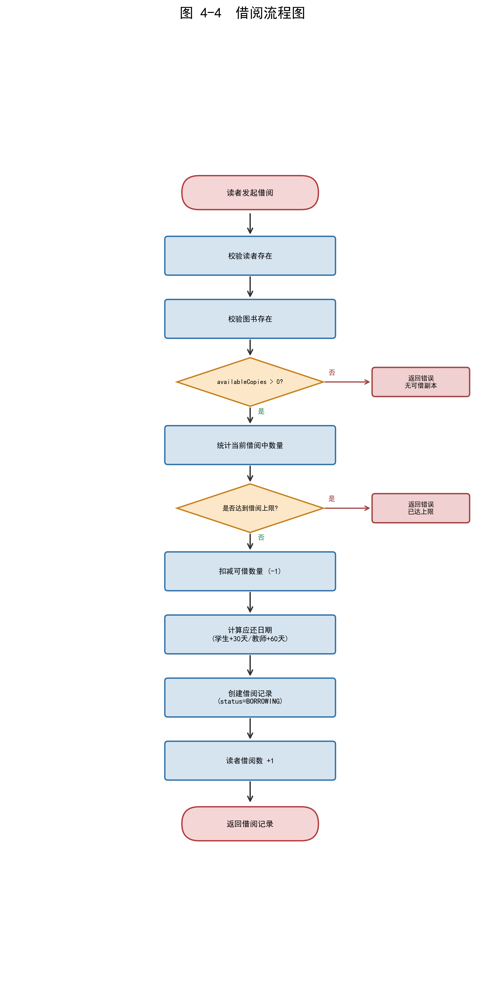 图 4-4  借阅流程图
读者发起借阅
校验读者存在
校验图书存在
availableCopies > 0?
否
返回错误
无可借副本
是
统计当前借阅中数量
是否达到借阅上限?
是
返回错误
已达上限
否
扣减可借数量 (-1)
计算应还日期
(学生+30天/教师+60天)
创建借阅记录
(status=BORROWING)
读者借阅数 +1
返回借阅记录